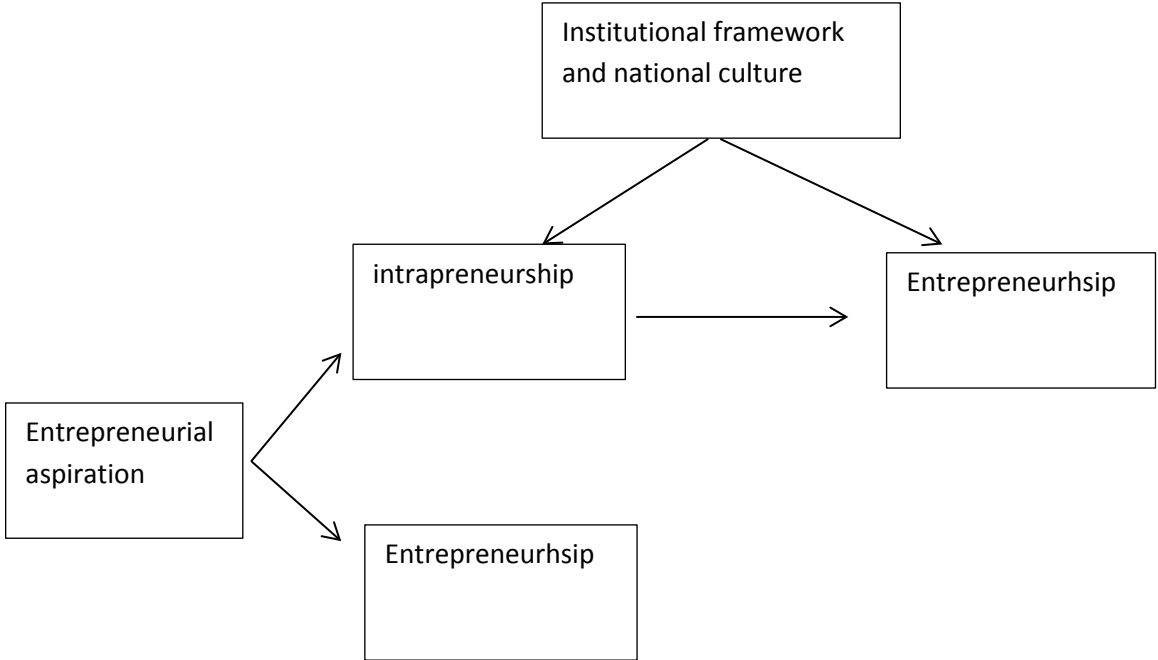 Institutional framework
and national culture
intrapreneurship
Entrepreneurhsip
Entrepreneurial
aspiration
Entrepreneurhsip